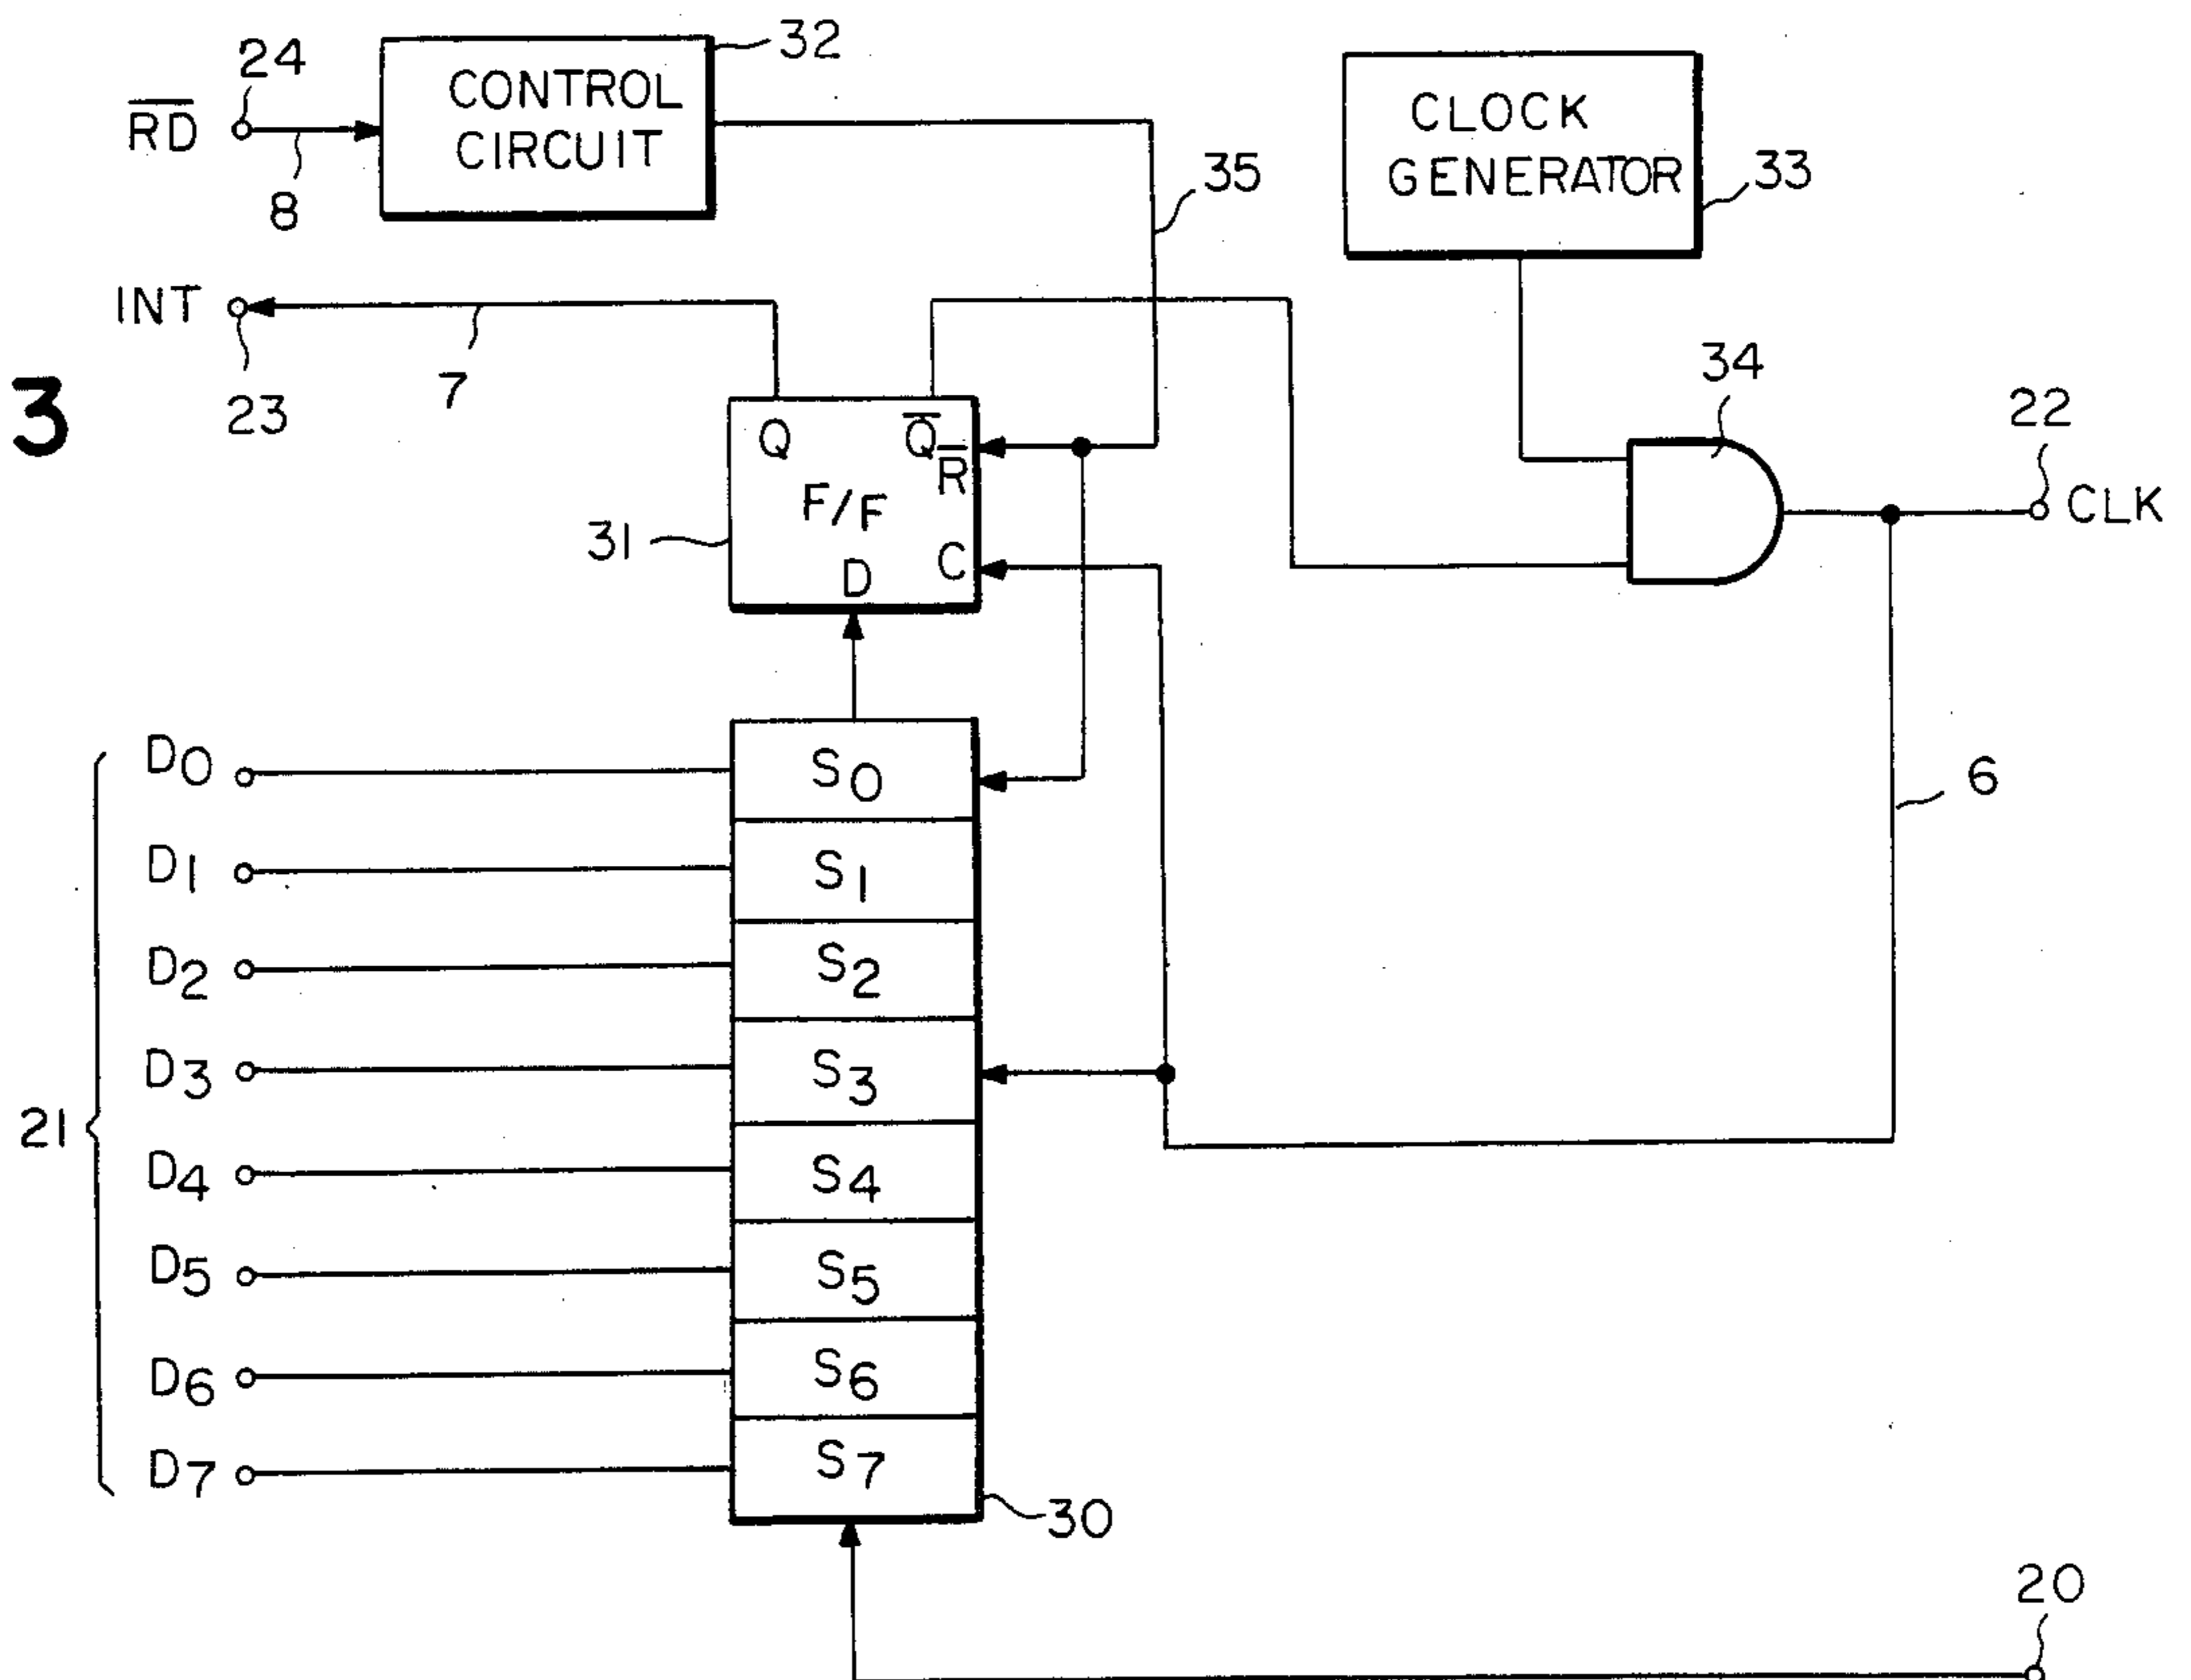 32
24
CONTROL
CIRCUIT
R̅D̅
8
CLOCK
GENERATOR
33
35
INT
23
7
3
34
22
CLK
Q
Q̅
R̅
F/F
31
C
D
D0
S0
6
D1
S1
D2
S2
D3
S3
21
D4
S4
D5
S5
D6
S6
D7
S7
30
20